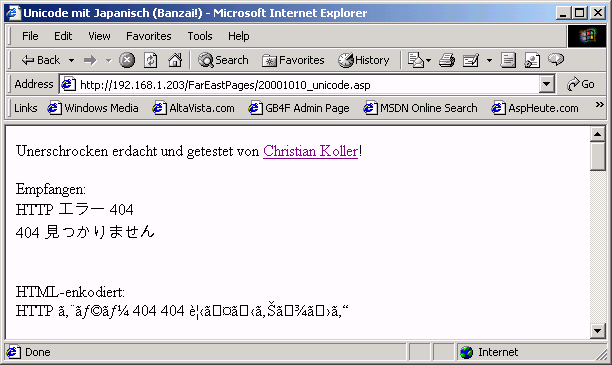 Unicode mit Japanisch (Banzai!) - Microsoft Internet Explorer
File Edit View Favorites Tools Help
Back Search Favorites History
Address http://192.168.1.203/FarEastPages/20001010_unicode.asp Go
Links Windows Media AltaVista.com GB4F Admin Page MSDN Online Search AspHeute.com
Unerschrocken erdacht und getestet von Christian Koller!
Empfangen:
HTTP エラー 404
404 見つかりません
HTML-enkodiert:
HTTP ã‚¨ãƒ©ãƒ¼ 404 404 è¦‹ã□¤ã□‹ã‚Šã□¾ã□›ã‚“
Done Internet